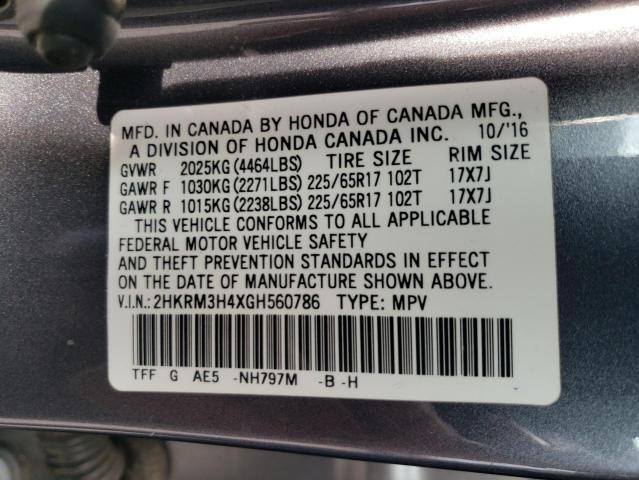 MFD. IN CANADA BY HONDA OF CANADA MFG.,
A DIVISION OF HONDA CANADA INC. 10/'16
GVWR 2025KG (4464LBS) TIRE SIZE RIM SIZE
GAWR F 1030KG (2271LBS) 225/65R17 102T 17X7J
GAWR R 1015KG (2238LBS) 225/65R17 102T 17X7J
THIS VEHICLE CONFORMS TO ALL APPLICABLE
FEDERAL MOTOR VEHICLE SAFETY
AND THEFT PREVENTION STANDARDS IN EFFECT
ON THE DATE OF MANUFACTURE SHOWN ABOVE.
V.I.N.: 2HKRM3H4XGH560786 TYPE: MPV
TFF G AE5 -NH797M -B -H